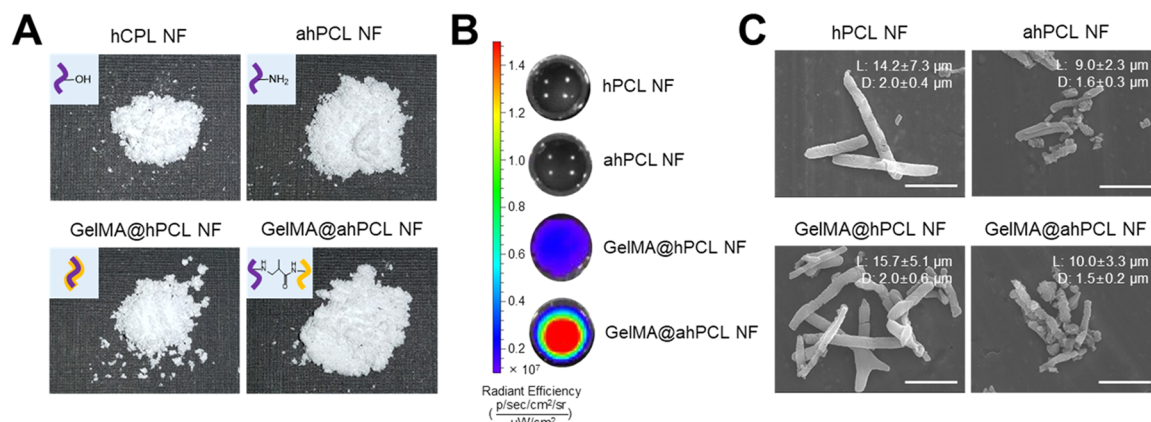 A
hCPL NF
ahPCL NF
OH
NH₂
GelMA@hPCL NF
GelMA@ahPCL NF
H
N
O
H
N
B
1.4
1.2
1.0
0.8
0.6
0.4
0.2
× 10⁷
Radiant Efficiency
(p/sec/cm²/sr)
µW/cm²
hPCL NF
ahPCL NF
GelMA@hPCL NF
GelMA@ahPCL NF
C
hPCL NF
L: 14.2±7.3 µm
D: 2.0±0.4 µm
ahPCL NF
L: 9.0±2.3 µm
D: 1.6±0.3 µm
GelMA@hPCL NF
L: 15.7±5.1 µm
D: 2.0±0.6 µm
GelMA@ahPCL NF
L: 10.0±3.3 µm
D: 1.5±0.2 µm